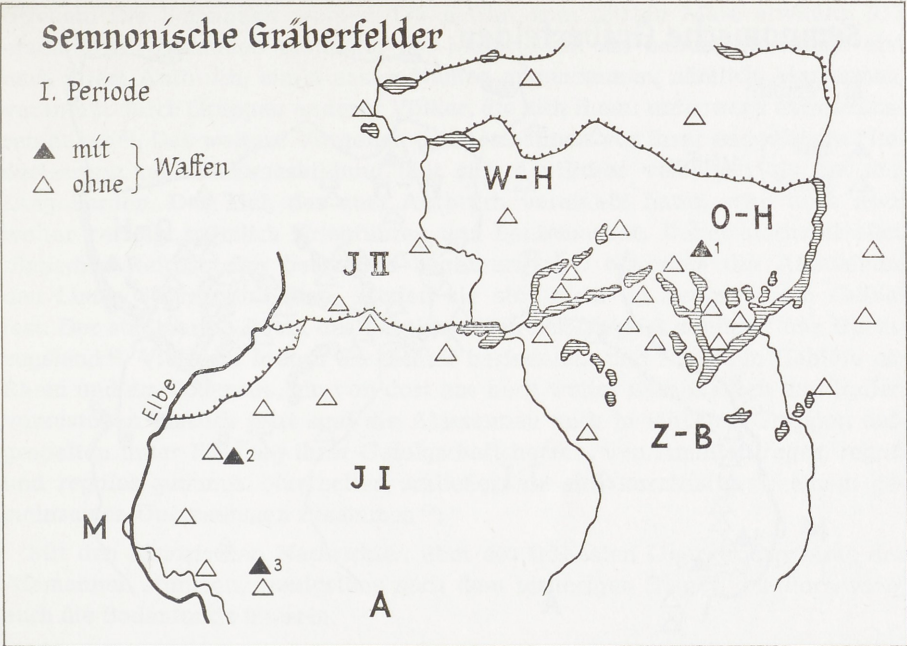 Semnonische Gräberfelder
I. Periode
mit
ohne
Waffen
W-H
O-H
1
J II
Elbe
Z-B
2
J I
M
3
A